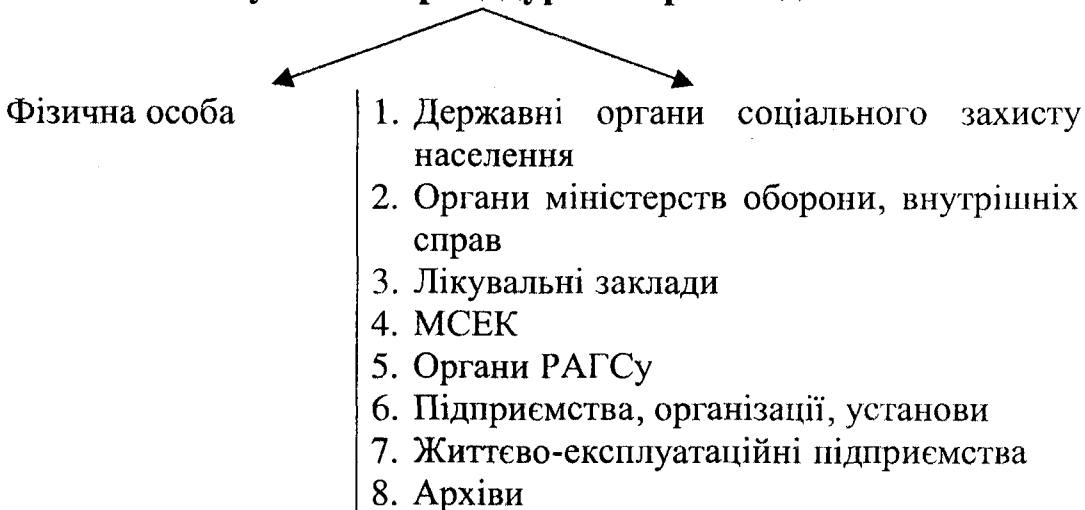 Фізична особа
1. Державні органи соціального захисту
населення
2. Органи міністерств оборони, внутрішніх
справ
3. Лікувальні заклади
4. МСЕК
5. Органи РАГСу
6. Підприємства, організації, установи
7. Життєво-експлуатаційні підприємства
8. Архіви